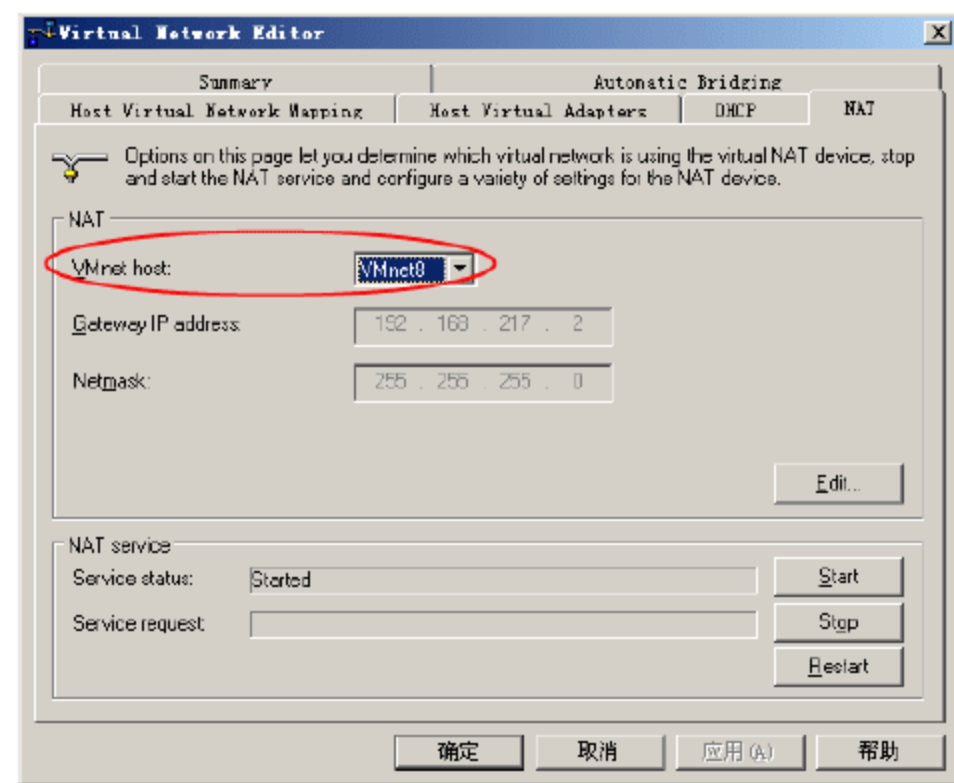 Virtual Network Editor
Summary
Automatic Bridging
Host Virtual Network Mapping
Host Virtual Adapters
DHCP
NAT
Options on this page let you determine which virtual network is using the virtual NAT device, stop
and start the NAT service and configure a variety of settings for the NAT device.
NAT
VMnet host:
VMnet8
Gateway IP address:
192 . 168 . 217 . 2
Netmask:
255 . 255 . 255 . 0
Edit...
NAT service
Service status:
Started
Start
Service request:
Stop
Restart
确定
取消
应用(A)
帮助